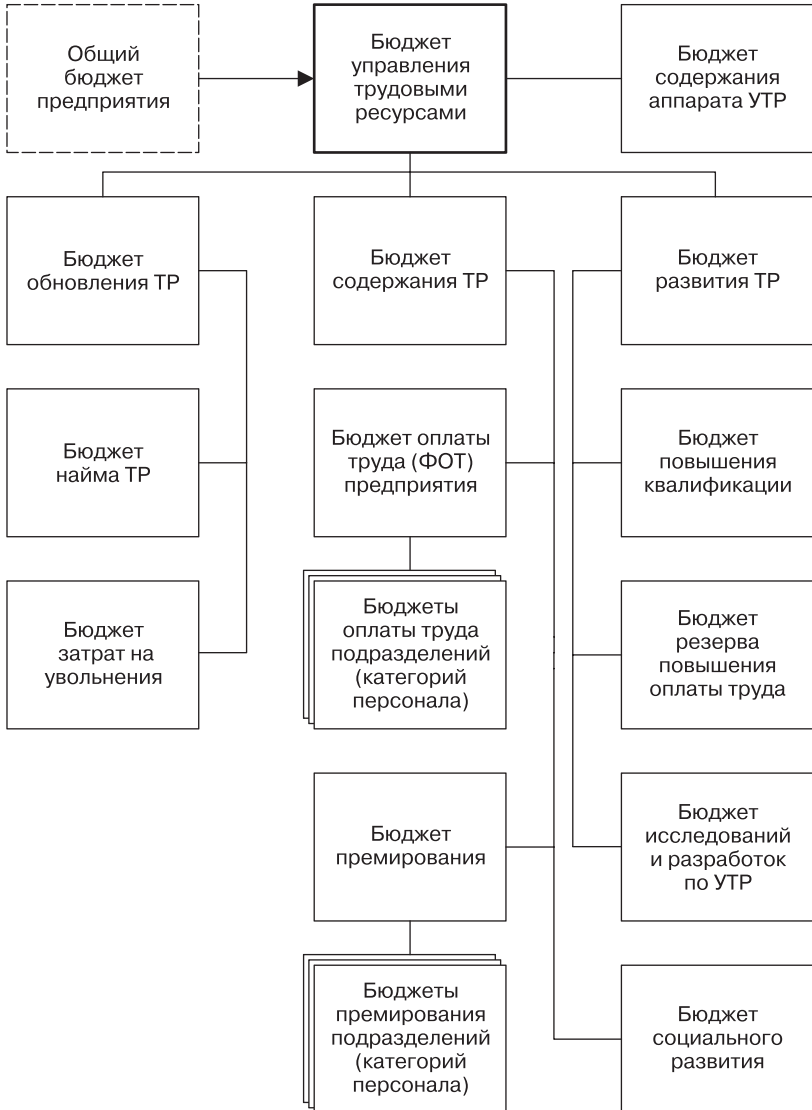 Общий
бюджет
предприятия
Бюджет
управления
трудовыми
ресурсами
Бюджет
содержания
аппарата УТР
Бюджет
обновления ТР
Бюджет
содержания ТР
Бюджет
развития ТР
Бюджет
найма ТР
Бюджет оплаты
труда (ФОТ)
предприятия
Бюджет
повышения
квалификации
Бюджет
затрат на
увольнения
Бюджеты
оплаты труда
подразделений
(категорий
персонала)
Бюджет
резерва
повышения
оплаты труда
Бюджет
премирования
Бюджет
исследований
и разработок
по УТР
Бюджеты
премирования
подразделений
(категорий
персонала)
Бюджет
социального
развития